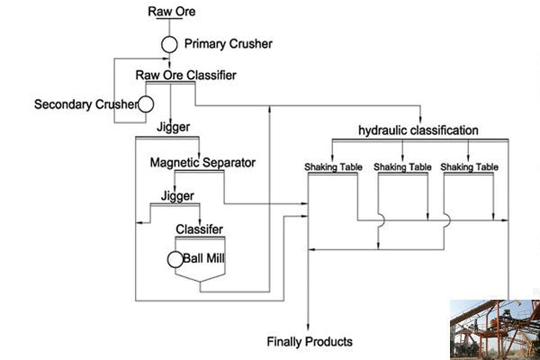 Raw Ore
Primary Crusher
Raw Ore Classifier
Secondary Crusher
Jigger
hydraulic classification
Magnetic Separator
Shaking Table
Shaking Table
Shaking Table
Jigger
Classifer
Ball Mill
Finally Products